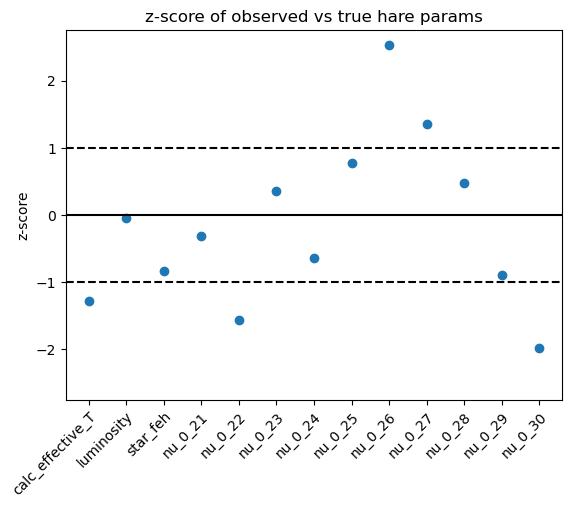 z-score of observed vs true hare params
z-score
2
1
0
−1
−2
calc_effective_T
luminosity
star_feh
nu_0_21
nu_0_22
nu_0_23
nu_0_24
nu_0_25
nu_0_26
nu_0_27
nu_0_28
nu_0_29
nu_0_30